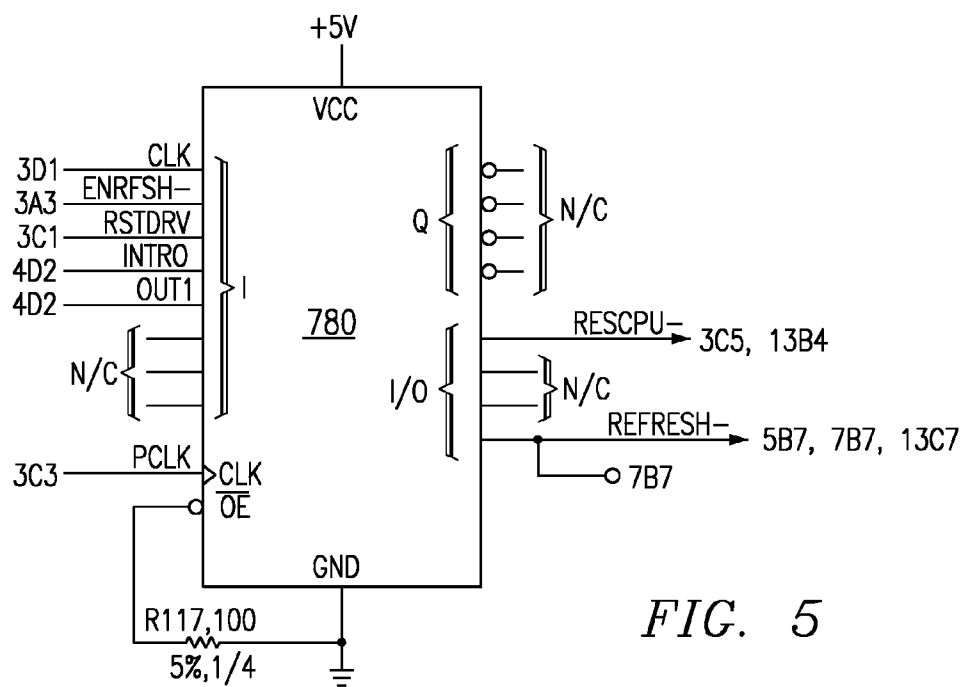 +5V
VCC
3D1 CLK
3A3 ENRFSH-
3C1 RSTDRV
4D2 INTRO
4D2 OUT1
I
N/C
Q
N/C
780
RESCPU- 3C5, 13B4
I/O
N/C
REFRESH- 5B7, 7B7, 13C7
7B7
3C3 PCLK CLK
OE
GND
R117,100
5%,1/4
FIG. 5